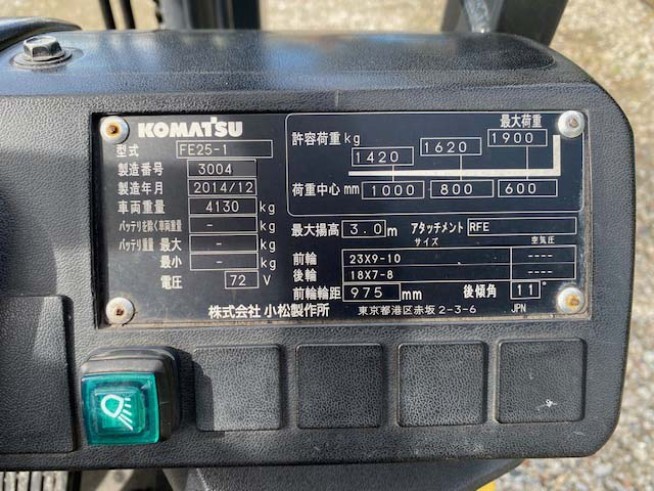 KOMATSU
型式 FE25-1
製造番号 3004
製造年月 2014/12
車両重量 4130 kg
バッテリを除く車両重量 - kg
バッテリ重量 最大 - kg
最小 - kg
電圧 72 V
最大荷重
許容荷重 kg 1420 1620 1900
荷重中心 mm 1000 800 600
最大揚高 3.0 m アタッチメント RFE
サイズ 空気圧
前輪 23X9-10 ----
後輪 18X7-8 ----
前輪輪距 975 mm 後傾角 11°
株式会社 小松製作所 東京都港区赤坂2-3-6 JPN